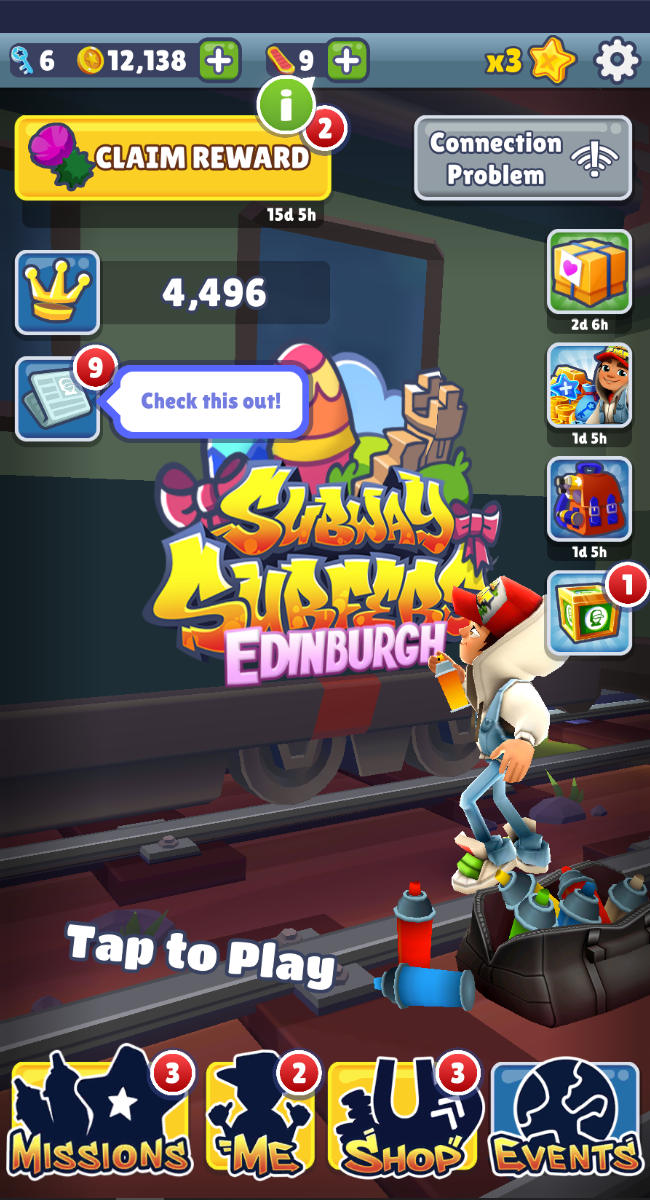 6
12,138
9
x3
i
2
CLAIM REWARD
15d 5h
Connection
Problem
4,496
2d 6h
9
Check this out!
1d 5h
SUBWAY
SURFERS
EDINBURGH
1d 5h
1
Tap to Play
3
2
3
MISSIONS
ME
SHOP
EVENTS